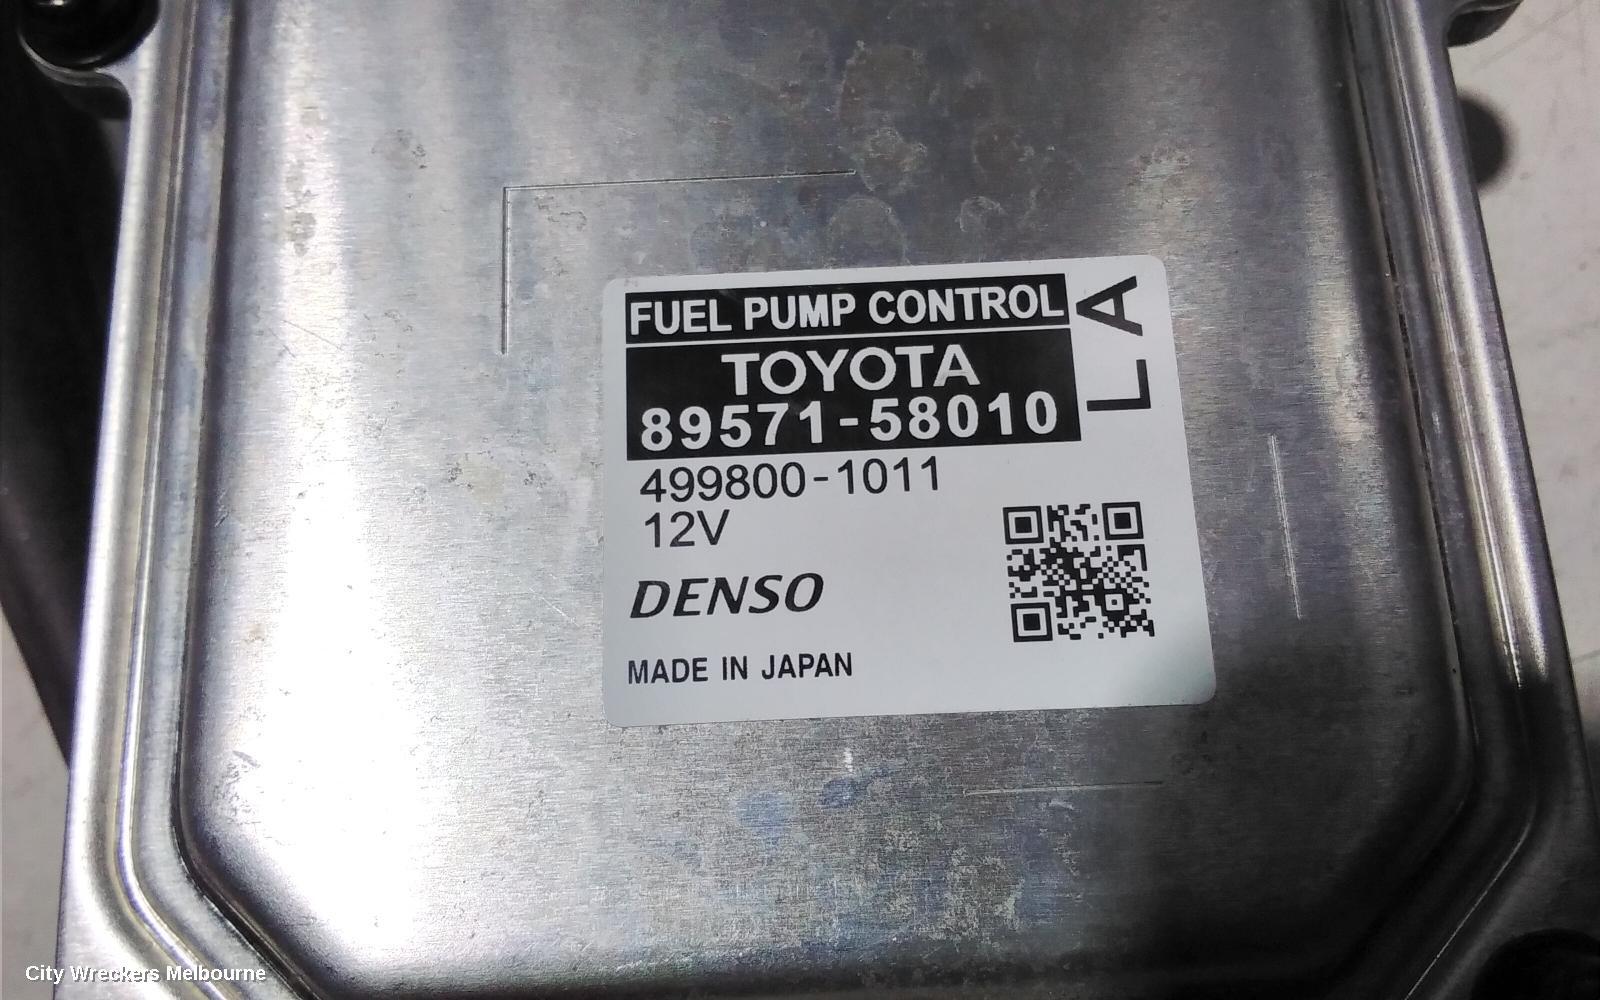 FUEL PUMP CONTROL
TOYOTA
89571-58010
LA
499800-1011
12V
DENSO
MADE IN JAPAN
City Wreckers Melbourne